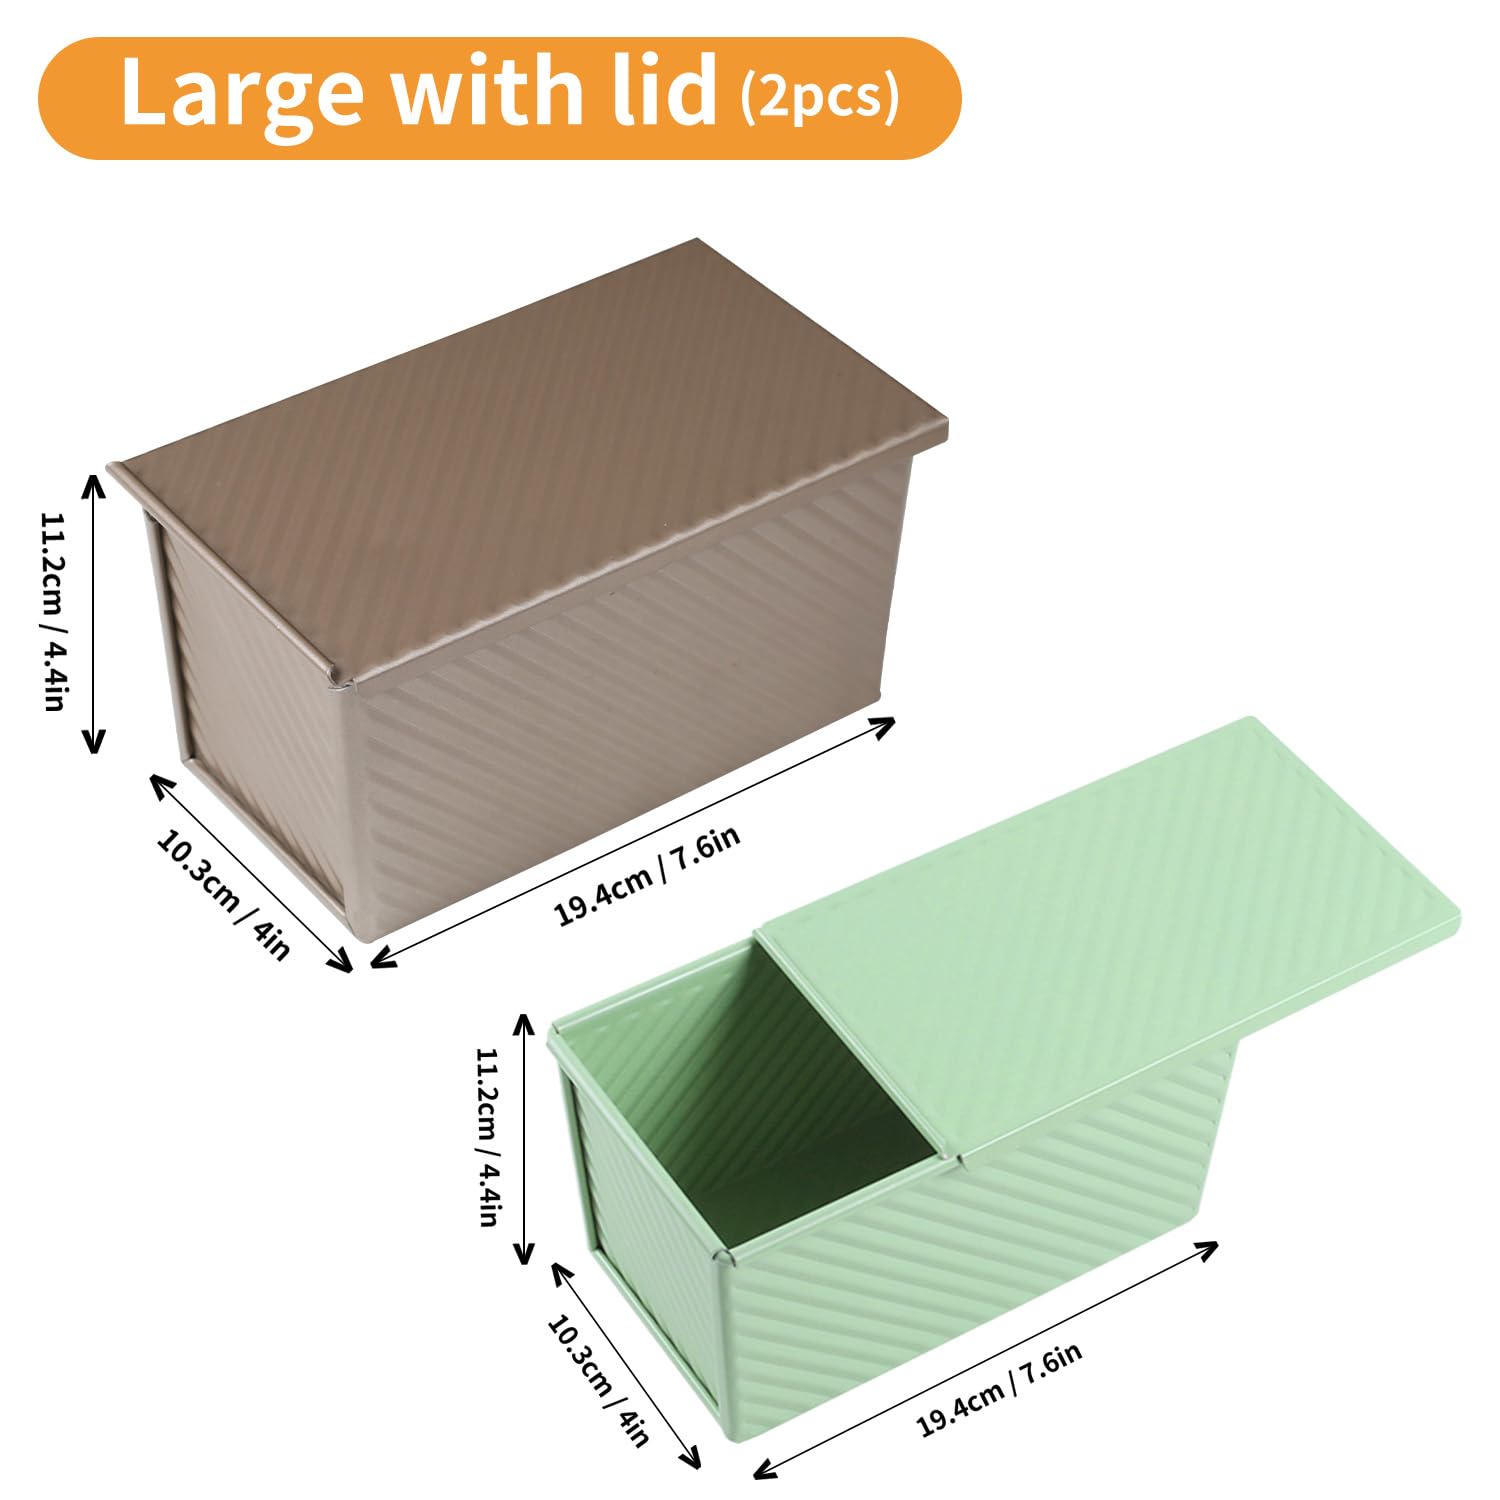 Large with lid (2pcs)
11.2cm / 4.4in
10.3cm / 4in
19.4cm / 7.6in
11.2cm / 4.4in
10.3cm / 4in
19.4cm / 7.6in